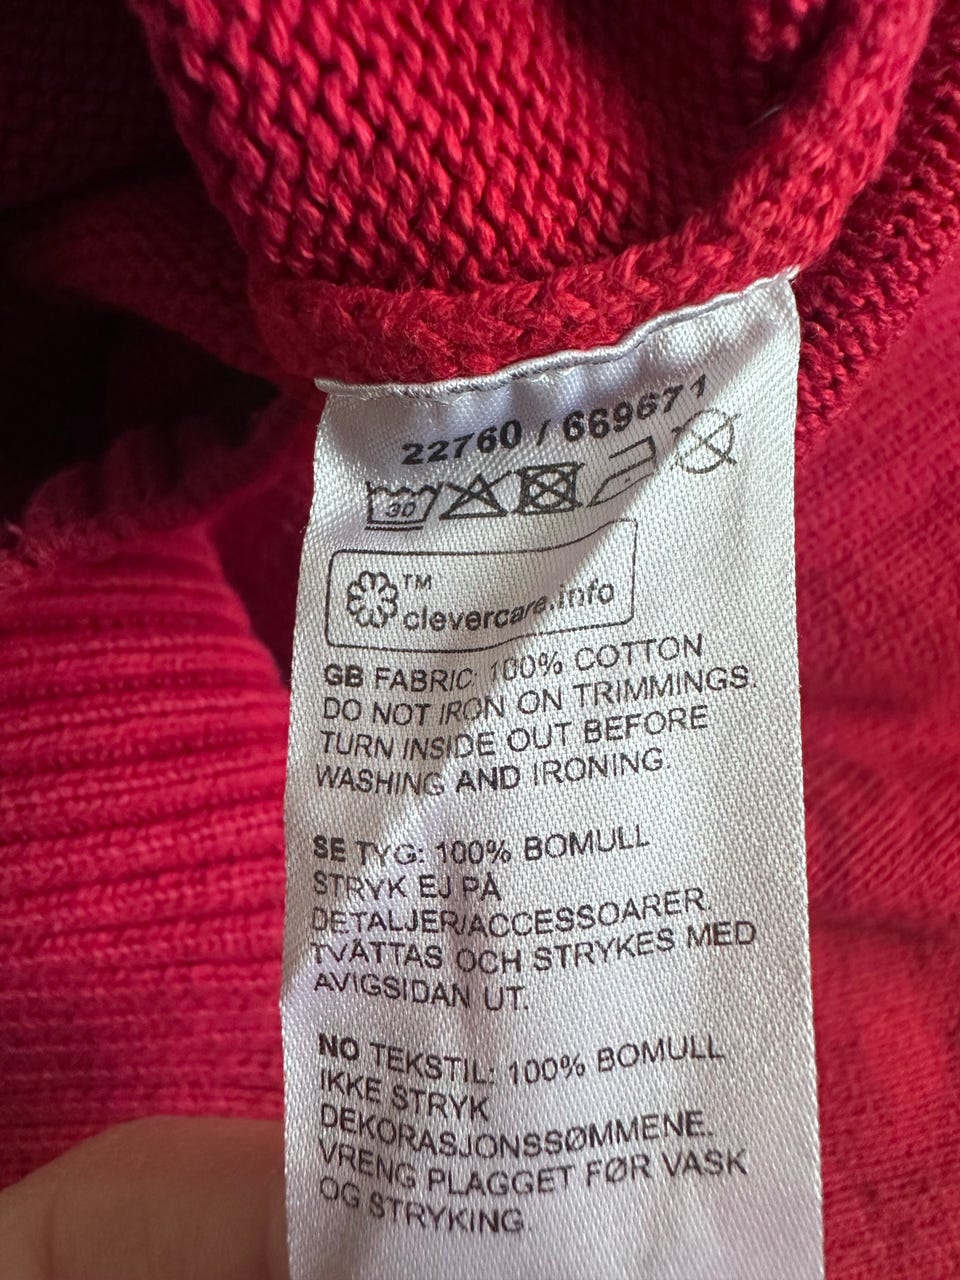 22760 / 669671
30
TM
clevercare.info
GB FABRIC: 100% COTTON
DO NOT IRON ON TRIMMINGS.
TURN INSIDE OUT BEFORE
WASHING AND IRONING.
SE TYG: 100% BOMULL
STRYK EJ PÅ
DETALJER/ACCESSOARER.
TVÄTTAS OCH STRYKES MED
AVIGSIDAN UT.
NO TEKSTIL: 100% BOMULL
IKKE STRYK
DEKORASJONSSØMMENE.
VRENG PLAGGET FØR VASK
OG STRYKING.